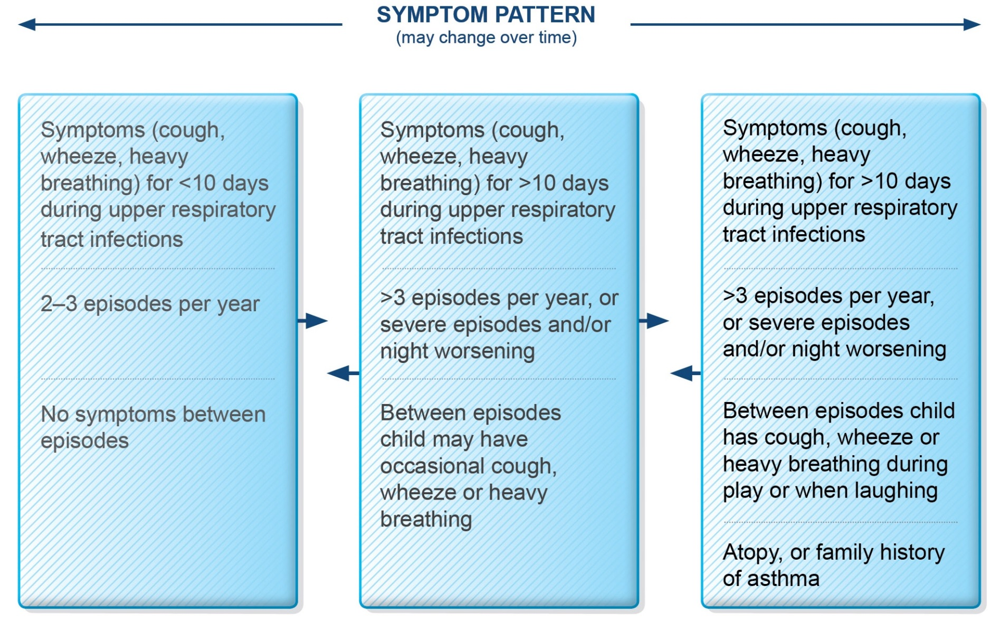 SYMPTOM PATTERN
(may change over time)
Symptoms (cough,
wheeze, heavy
breathing) for <10 days
during upper respiratory
tract infections
2–3 episodes per year
No symptoms between
episodes
Symptoms (cough,
wheeze, heavy
breathing) for >10 days
during upper respiratory
tract infections
>3 episodes per year, or
severe episodes and/or
night worsening
Between episodes
child may have
occasional cough,
wheeze or heavy
breathing
Symptoms (cough,
wheeze, heavy
breathing) for >10 days
during upper respiratory
tract infections
>3 episodes per year,
or severe episodes
and/or night worsening
Between episodes child
has cough, wheeze or
heavy breathing during
play or when laughing
Atopy, or family history
of asthma